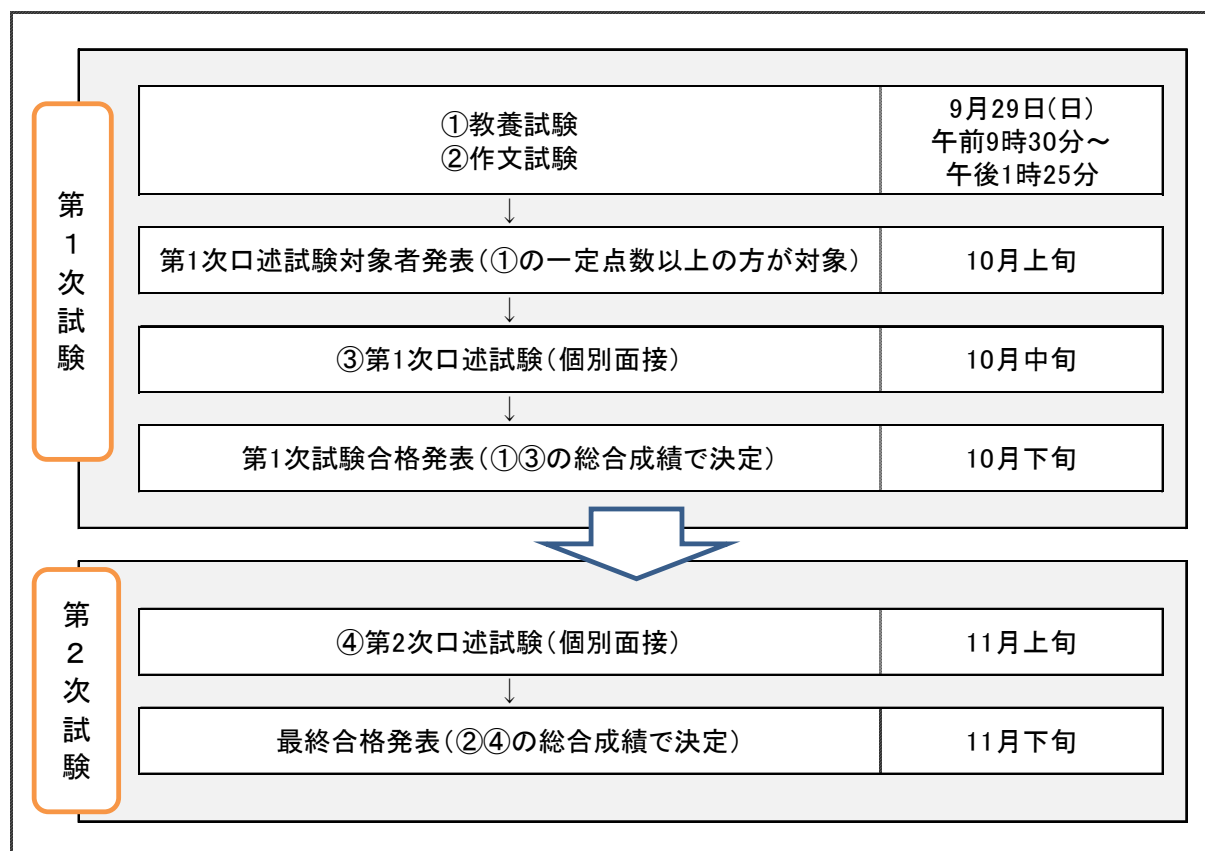 第1次試験
①教養試験
②作文試験
9月29日(日)
午前9時30分~
午後1時25分
↓
第1次口述試験対象者発表(①の一定点数以上の方が対象)
10月上旬
↓
③第1次口述試験(個別面接)
10月中旬
↓
第1次試験合格発表(①③の総合成績で決定)
10月下旬
第2次試験
④第2次口述試験(個別面接)
11月上旬
↓
最終合格発表(②④の総合成績で決定)
11月下旬